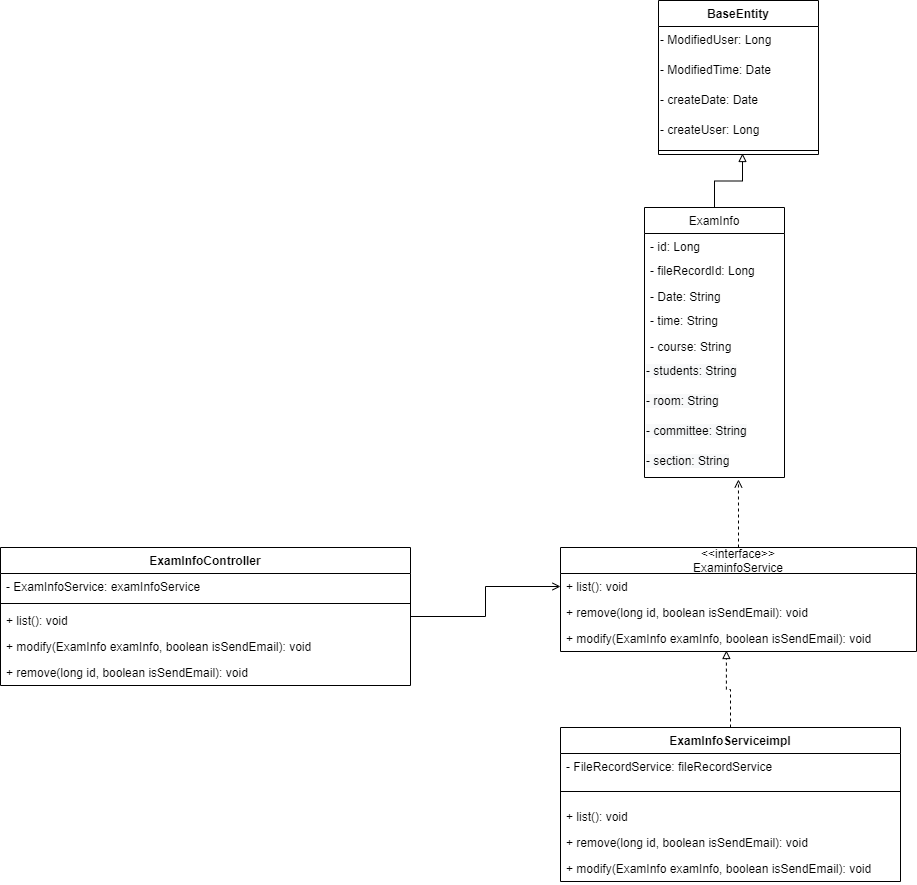 BaseEntity
- ModifiedUser: Long
- ModifiedTime: Date
- createDate: Date
- createUser: Long
ExamInfo
- id: Long
- fileRecordId: Long
- Date: String
- time: String
- course: String
- students: String
- room: String
- committee: String
- section: String
ExamInfoController
- ExamInfoService: examInfoService
+ list(): void
+ modify(ExamInfo examInfo, boolean isSendEmail): void
+ remove(long id, boolean isSendEmail): void
<<interface>>
ExaminfoService
+ list(): void
+ remove(long id, boolean isSendEmail): void
+ modify(ExamInfo examInfo, boolean isSendEmail): void
ExamInfoServiceimpl
- FileRecordService: fileRecordService
+ list(): void
+ remove(long id, boolean isSendEmail): void
+ modify(ExamInfo examInfo, boolean isSendEmail): void